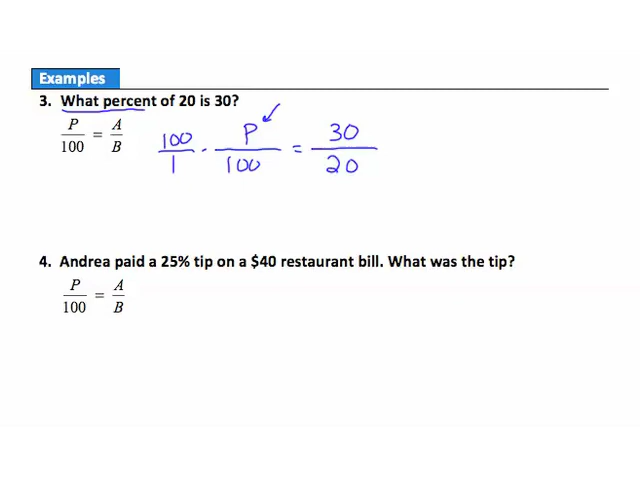 Examples
3. What percent of 20 is 30?
P/100 = A/B 100/1 · P/100 = 30/20
4. Andrea paid a 25% tip on a $40 restaurant bill. What was the tip?
P/100 = A/B